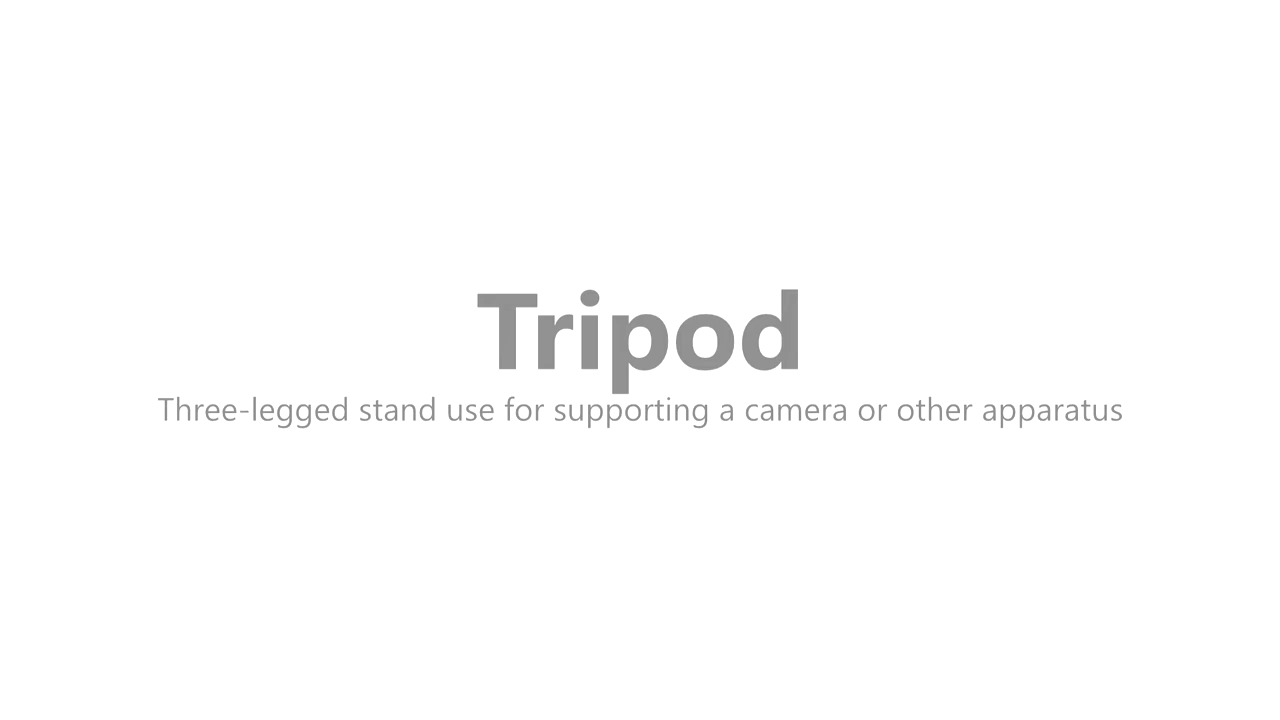 Tripod
Three-legged stand use for supporting a camera or other apparatus